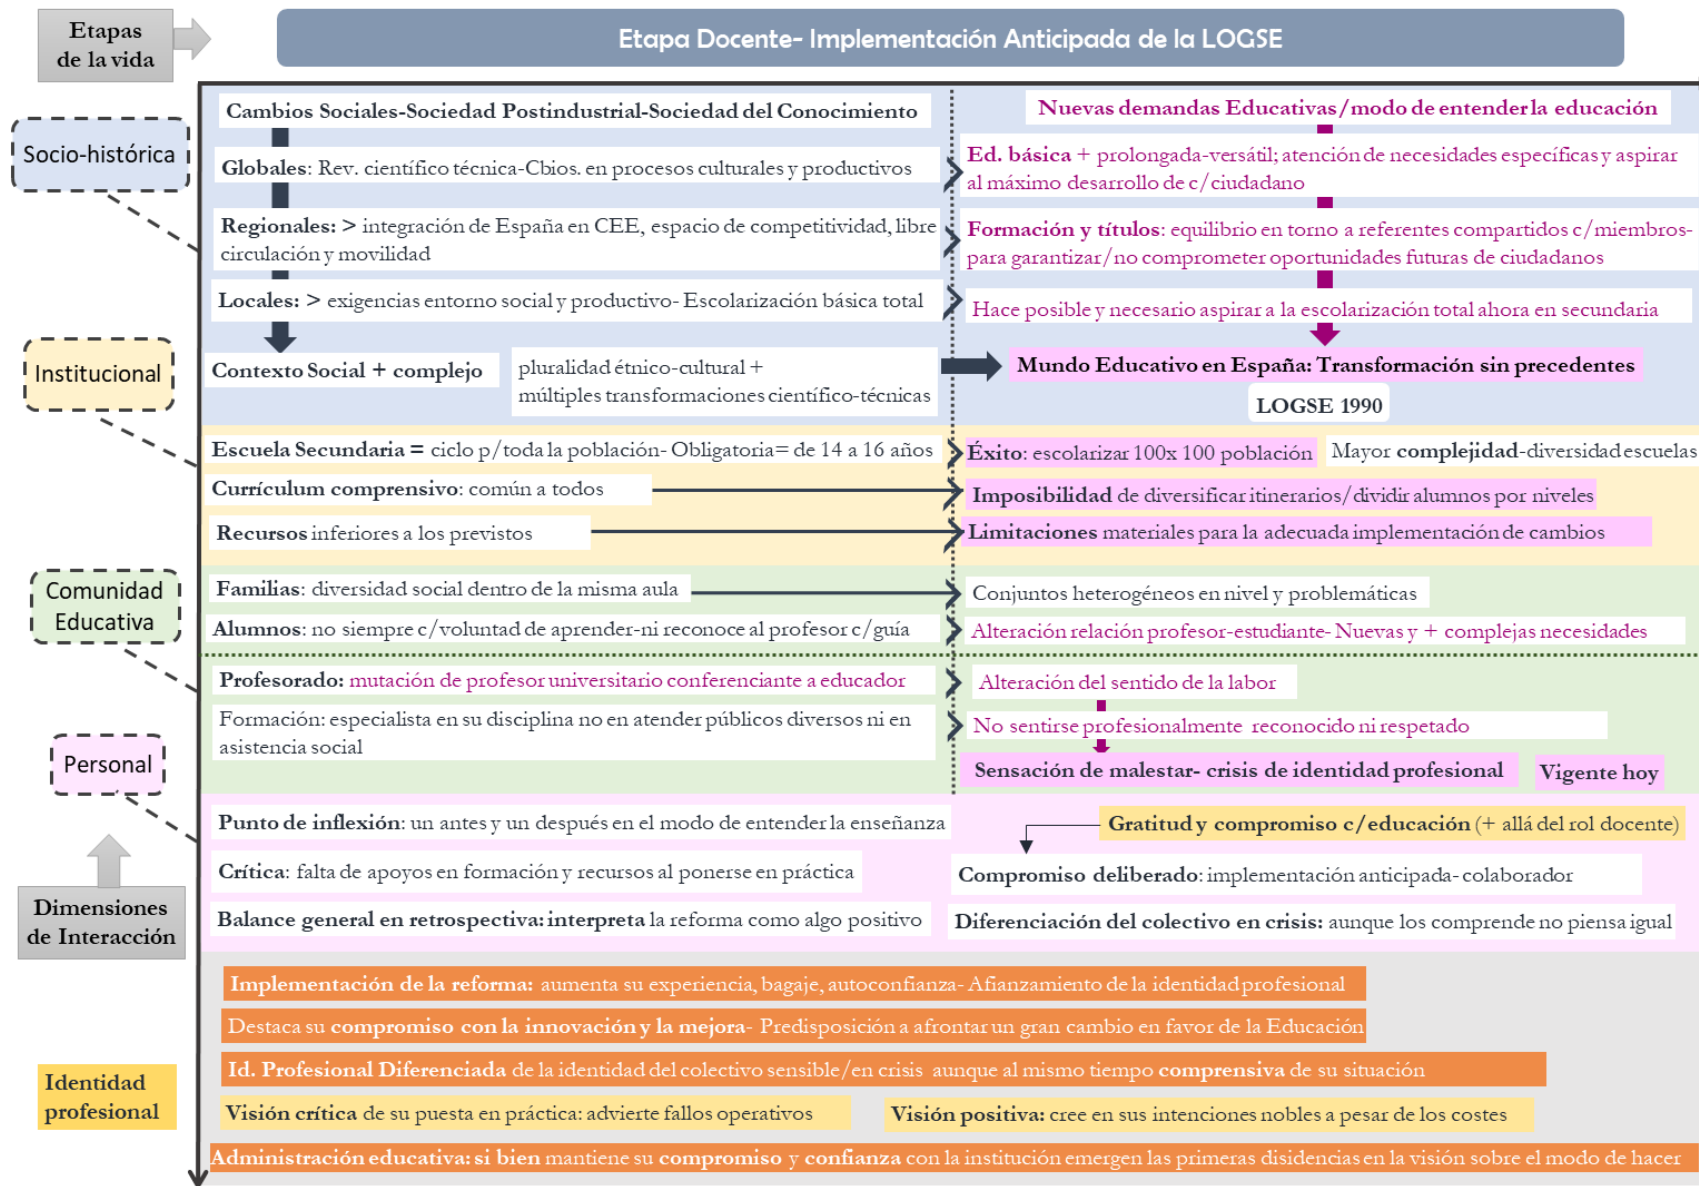 Etapas
de la vida
Etapa Docente- Implementación Anticipada de la LOGSE
Cambios Sociales-Sociedad Postindustrial-Sociedad del Conocimiento
Nuevas demandas Educativas/modo de entender la educación
Socio-histórica
Globales: Rev. científico técnica-Cbios. en procesos culturales y productivos
Ed. básica + prolongada-versátil; atención de necesidades específicas y aspirar
al máximo desarrollo de c/ciudadano
Regionales: > integración de España en CEE, espacio de competitividad, libre
circulación y movilidad
Formación y títulos: equilibrio en torno a referentes compartidos c/miembros-
para garantizar/no comprometer oportunidades futuras de ciudadanos
Locales: > exigencias entorno social y productivo- Escolarización básica total
Hace posible y necesario aspirar a la escolarización total ahora en secundaria
Institucional
Contexto Social + complejo
pluralidad étnico-cultural +
múltiples transformaciones científico-técnicas
Mundo Educativo en España: Transformación sin precedentes
LOGSE 1990
Escuela Secundaria = ciclo p/toda la población- Obligatoria= de 14 a 16 años
Éxito: escolarizar 100x 100 población
Mayor complejidad-diversidad escuelas
Currículum comprensivo: común a todos
Imposibilidad de diversificar itinerarios/dividir alumnos por niveles
Recursos inferiores a los previstos
Limitaciones materiales para la adecuada implementación de cambios
Comunidad
Educativa
Familias: diversidad social dentro de la misma aula
Conjuntos heterogéneos en nivel y problemáticas
Alumnos: no siempre c/voluntad de aprender-ni reconoce al profesor c/guía
Alteración relación profesor-estudiante- Nuevas y + complejas necesidades
Profesorado: mutación de profesor universitario conferenciante a educador
Alteración del sentido de la labor
Formación: especialista en su disciplina no en atender públicos diversos ni en
asistencia social
No sentirse profesionalmente reconocido ni respetado
Personal
Sensación de malestar- crisis de identidad profesional
Vigente hoy
Punto de inflexión: un antes y un después en el modo de entender la enseñanza
Gratitud y compromiso c/educación (+ allá del rol docente)
Crítica: falta de apoyos en formación y recursos al ponerse en práctica
Compromiso deliberado: implementación anticipada- colaborador
Dimensiones
de Interacción
Balance general en retrospectiva: interpreta la reforma como algo positivo
Diferenciación del colectivo en crisis: aunque los comprende no piensa igual
Implementación de la reforma: aumenta su experiencia, bagaje, autoconfianza- Afianzamiento de la identidad profesional
Destaca su compromiso con la innovación y la mejora- Predisposición a afrontar un gran cambio en favor de la Educación
Id. Profesional Diferenciada de la identidad del colectivo sensible/en crisis aunque al mismo tiempo comprensiva de su situación
Identidad
profesional
Visión crítica de su puesta en práctica: advierte fallos operativos
Visión positiva: cree en sus intenciones nobles a pesar de los costes
Administración educativa: si bien mantiene su compromiso y confianza con la institución emergen las primeras disidencias en la visión sobre el modo de hacer